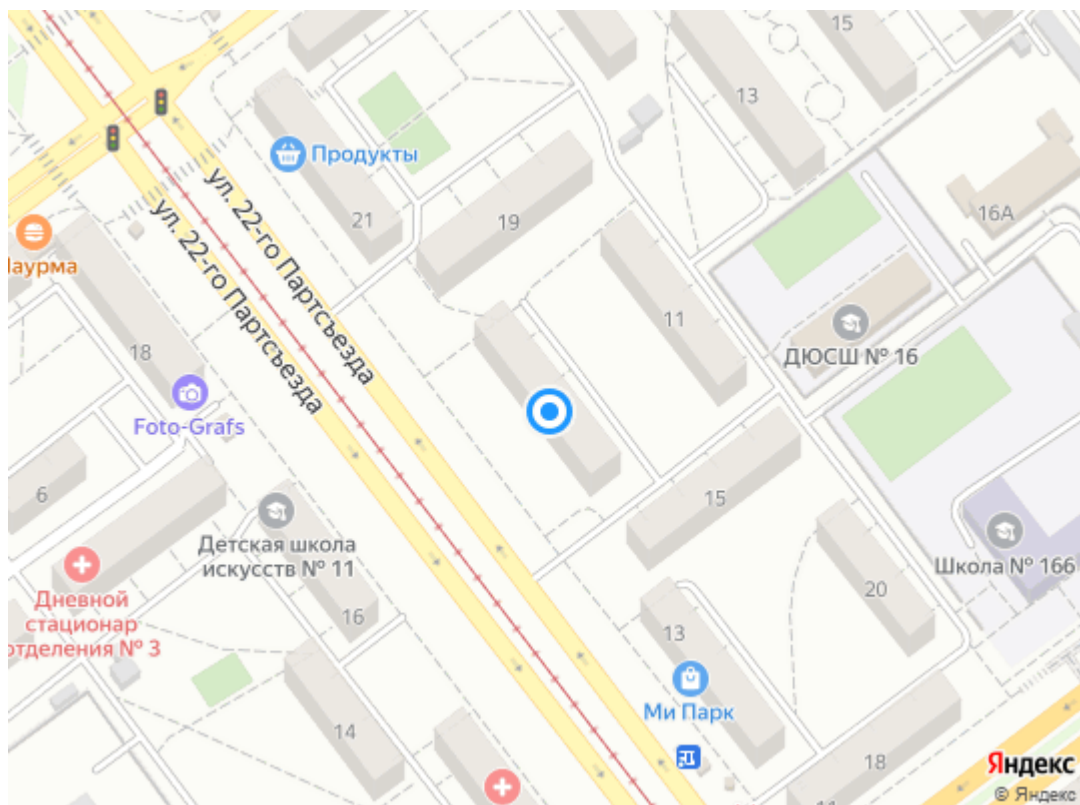 15
13
Продукты
16А
21
19
ул. 22-го Партсъезда
ул. 22-го Партсъезда
11
18
ДЮСШ № 16
Foto-Grafs
6
15
Детская школа
искусств № 11
Школа № 166
Дневной
стационар
отделения № 3
16
20
13
Ми Парк
14
18
Яндекс
© Яндекс